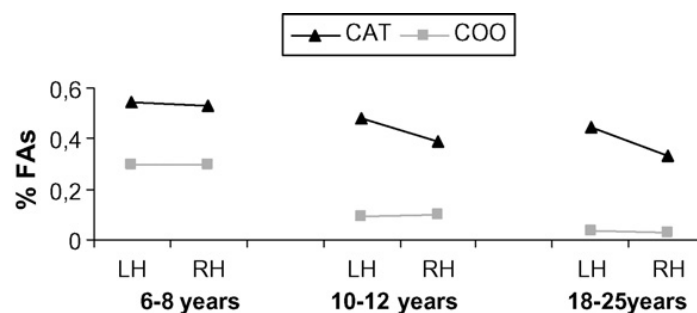 CAT COO
0,6
0,4
0,2
0
% FAs
LH RH LH RH LH RH
6-8 years 10-12 years 18-25years